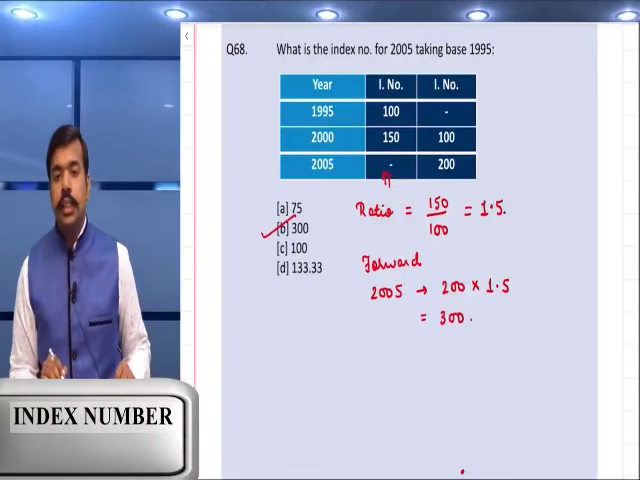 Q68. What is the index no. for 2005 taking base 1995:
Year I. No. I. No.
1995 100 -
2000 150 100
2005 - 200
[a] 75
[b] 300
[c] 100
[d] 133.33
Ratio = 150/100 = 1.5.
Forward
2005 → 200 × 1.5
= 300.
INDEX NUMBER